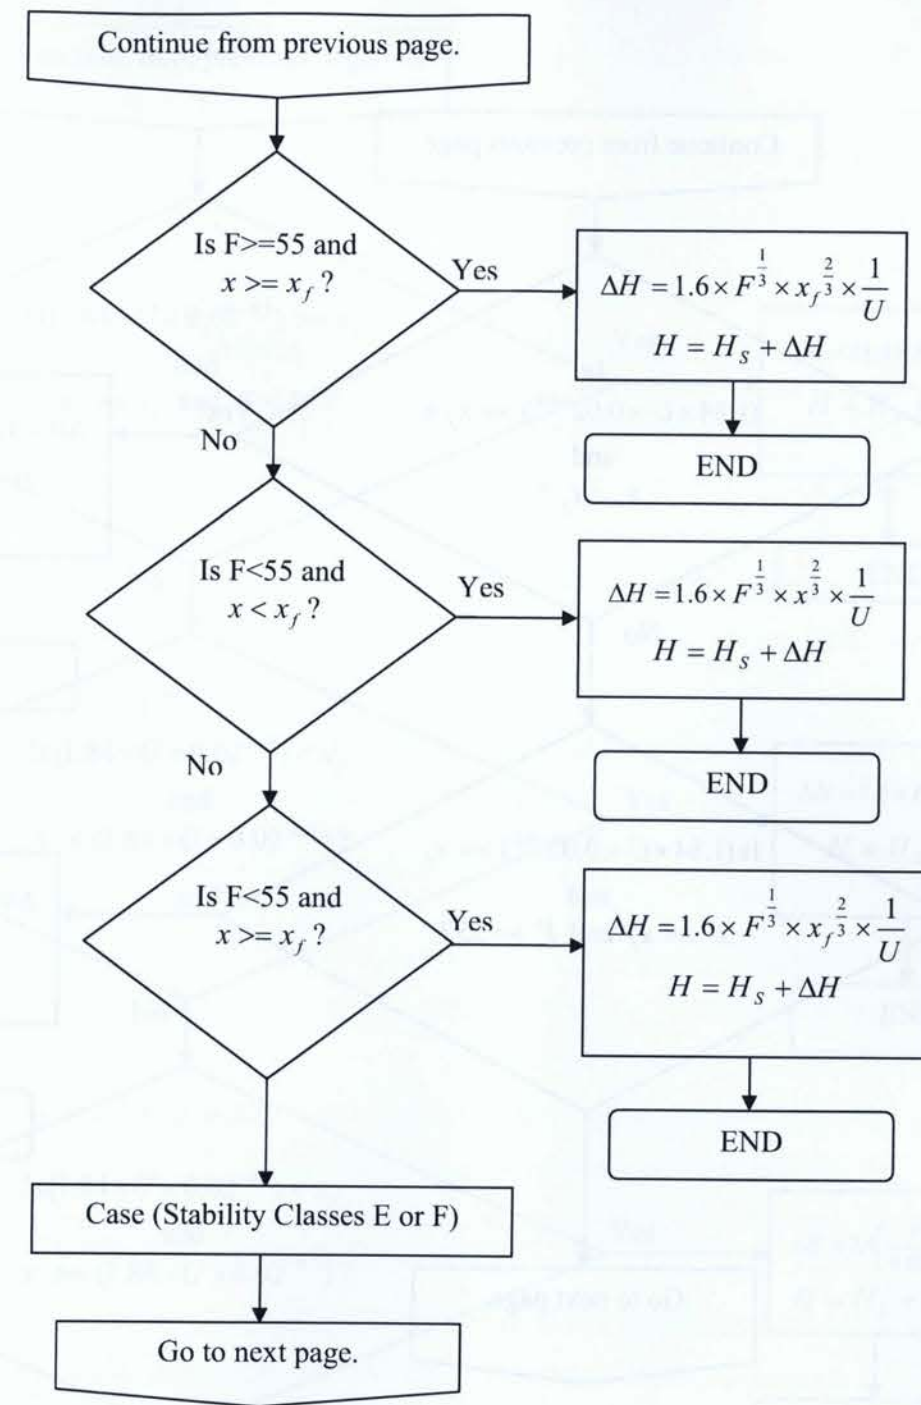 Continue from previous page.
Is F>=55 and
x >= x_f ?
Yes
ΔH = 1.6 × F^{1/3} × x_f^{2/3} × 1/U
H = H_S + ΔH
END
No
Is F<55 and
x < x_f ?
Yes
ΔH = 1.6 × F^{1/3} × x^{2/3} × 1/U
H = H_S + ΔH
END
No
Is F<55 and
x >= x_f ?
Yes
ΔH = 1.6 × F^{1/3} × x_f^{2/3} × 1/U
H = H_S + ΔH
END
Case (Stability Classes E or F)
Go to next page.